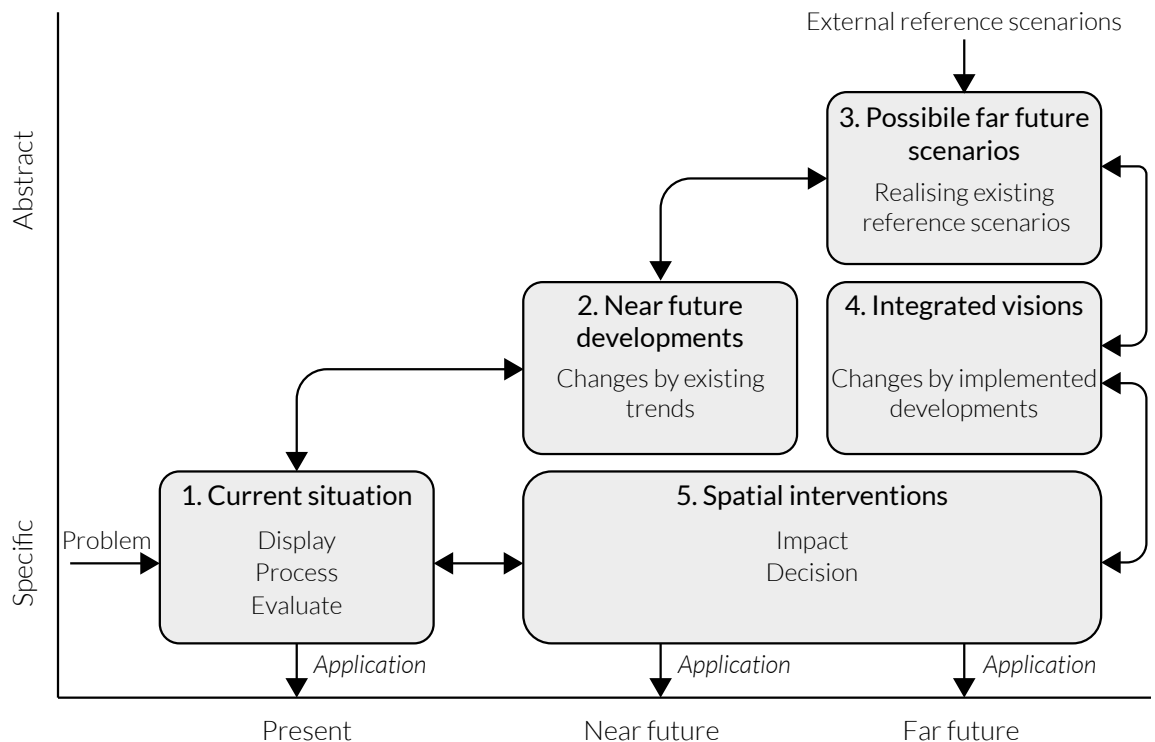 External reference scenarions
3. Possibile far future
scenarios
Realising existing
reference scenarios
Abstract
2. Near future
developments
Changes by existing
trends
4. Integrated visions
Changes by implemented
developments
1. Current situation
Display
Process
Evaluate
5. Spatial interventions
Impact
Decision
Problem
Specific
Application
Application
Application
Present
Near future
Far future